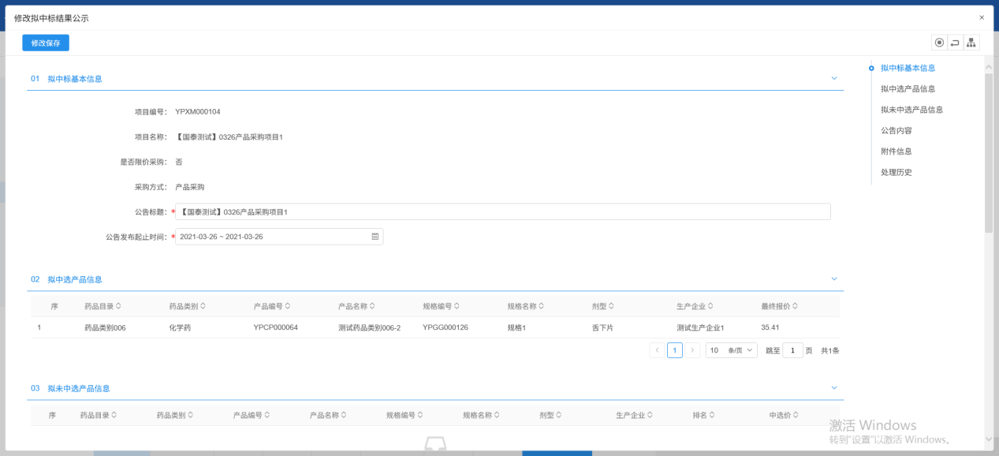 修改拟中标结果公示
×
修改保存
01 拟中标基本信息
项目编号： YPXM000104
项目名称： 【国泰测试】0326产品采购项目1
是否限价采购： 否
采购方式： 产品采购
公告标题：* 【国泰测试】0326产品采购项目1
公告发布起止时间：* 2021-03-26 ~ 2021-03-26
02 拟中选产品信息
序 药品目录 药品类别 产品编号 产品名称 规格编号 规格名称 剂型 生产企业 最终报价
1 药品类别006 化学药 YPCP000064 测试药品类别006-2 YPGG000126 规格1 舌下片 测试生产企业1 35.41
< 1 > 10 条/页 跳至 1 页 共1条
03 拟未中选产品信息
序 药品目录 药品类别 产品编号 产品名称 规格编号 规格名称 剂型 生产企业 排名 中选价
拟中标基本信息
拟中选产品信息
拟未中选产品信息
公告内容
附件信息
处理历史
激活 Windows
转到"设置"以激活 Windows。